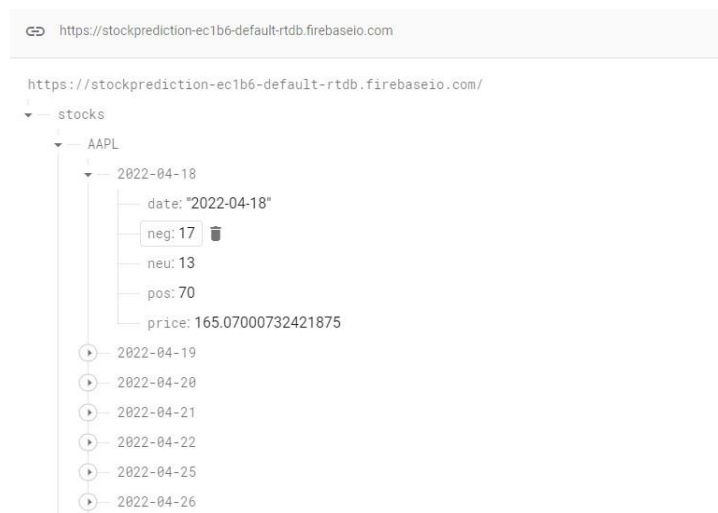 https://stockprediction-ec1b6-default-rtdb.firebaseio.com
https://stockprediction-ec1b6-default-rtdb.firebaseio.com/
stocks
AAPL
2022-04-18
date: "2022-04-18"
neg: 17
neu: 13
pos: 70
price: 165.07000732421875
2022-04-19
2022-04-20
2022-04-21
2022-04-22
2022-04-25
2022-04-26